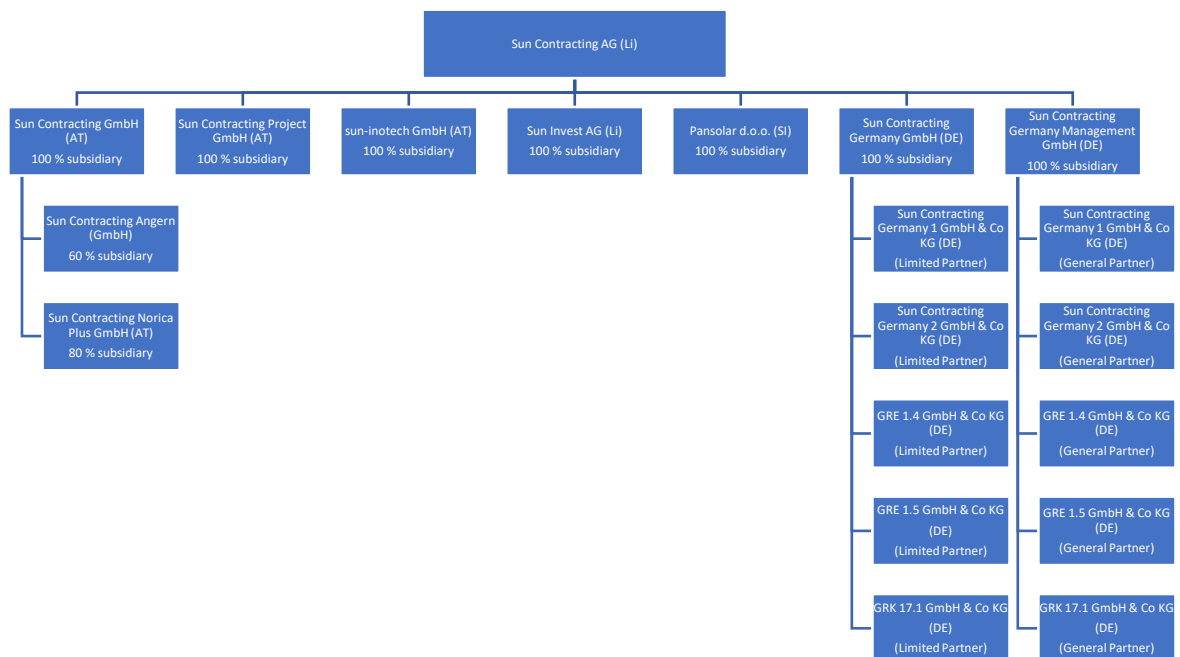 Sun Contracting AG (Li)
Sun Contracting GmbH
(AT)
100 % subsidiary
Sun Contracting Project
GmbH (AT)
100 % subsidiary
sun-inotech GmbH (AT)
100 % subsidiary
Sun Invest AG (Li)
100 % subsidiary
Pansolar d.o.o. (SI)
100 % subsidiary
Sun Contracting
Germany GmbH (DE)
100 % subsidiary
Sun Contracting
Germany Management
GmbH (DE)
100 % subsidiary
Sun Contracting Angern
(GmbH)
60 % subsidiary
Sun Contracting Norica
Plus GmbH (AT)
80 % subsidiary
Sun Contracting
Germany 1 GmbH & Co
KG (DE)
(Limited Partner)
Sun Contracting
Germany 2 GmbH & Co
KG (DE)
(Limited Partner)
GRE 1.4 GmbH & Co KG
(DE)
(Limited Partner)
GRE 1.5 GmbH & Co KG
(DE)
(Limited Partner)
GRK 17.1 GmbH & Co KG
(DE)
(Limited Partner)
Sun Contracting
Germany 1 GmbH & Co
KG (DE)
(General Partner)
Sun Contracting
Germany 2 GmbH & Co
KG (DE)
(General Partner)
GRE 1.4 GmbH & Co KG
(DE)
(General Partner)
GRE 1.5 GmbH & Co KG
(DE)
(General Partner)
GRK 17.1 GmbH & Co KG
(DE)
(General Partner)